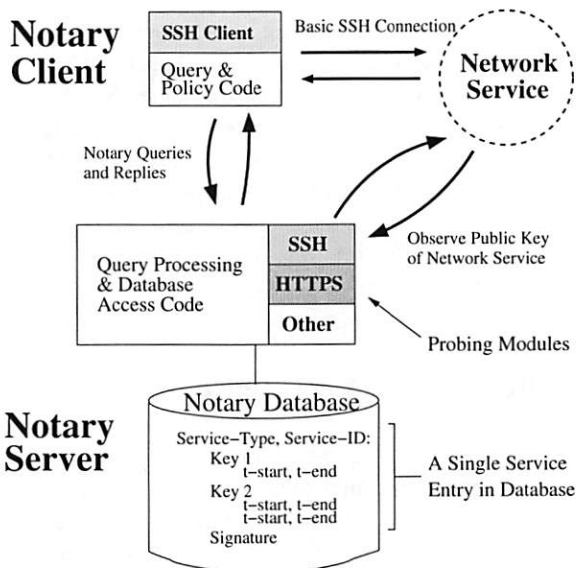 Notary
Client
SSH Client
Query &
Policy Code
Basic SSH Connection
Network
Service
Notary Queries
and Replies
Observe Public Key
of Network Service
Query Processing
& Database
Access Code
SSH
HTTPS
Other
Probing Modules
Notary
Server
Notary Database
Service-Type, Service-ID:
Key 1
t-start, t-end
Key 2
t-start, t-end
t-start, t-end
Signature
A Single Service
Entry in Database